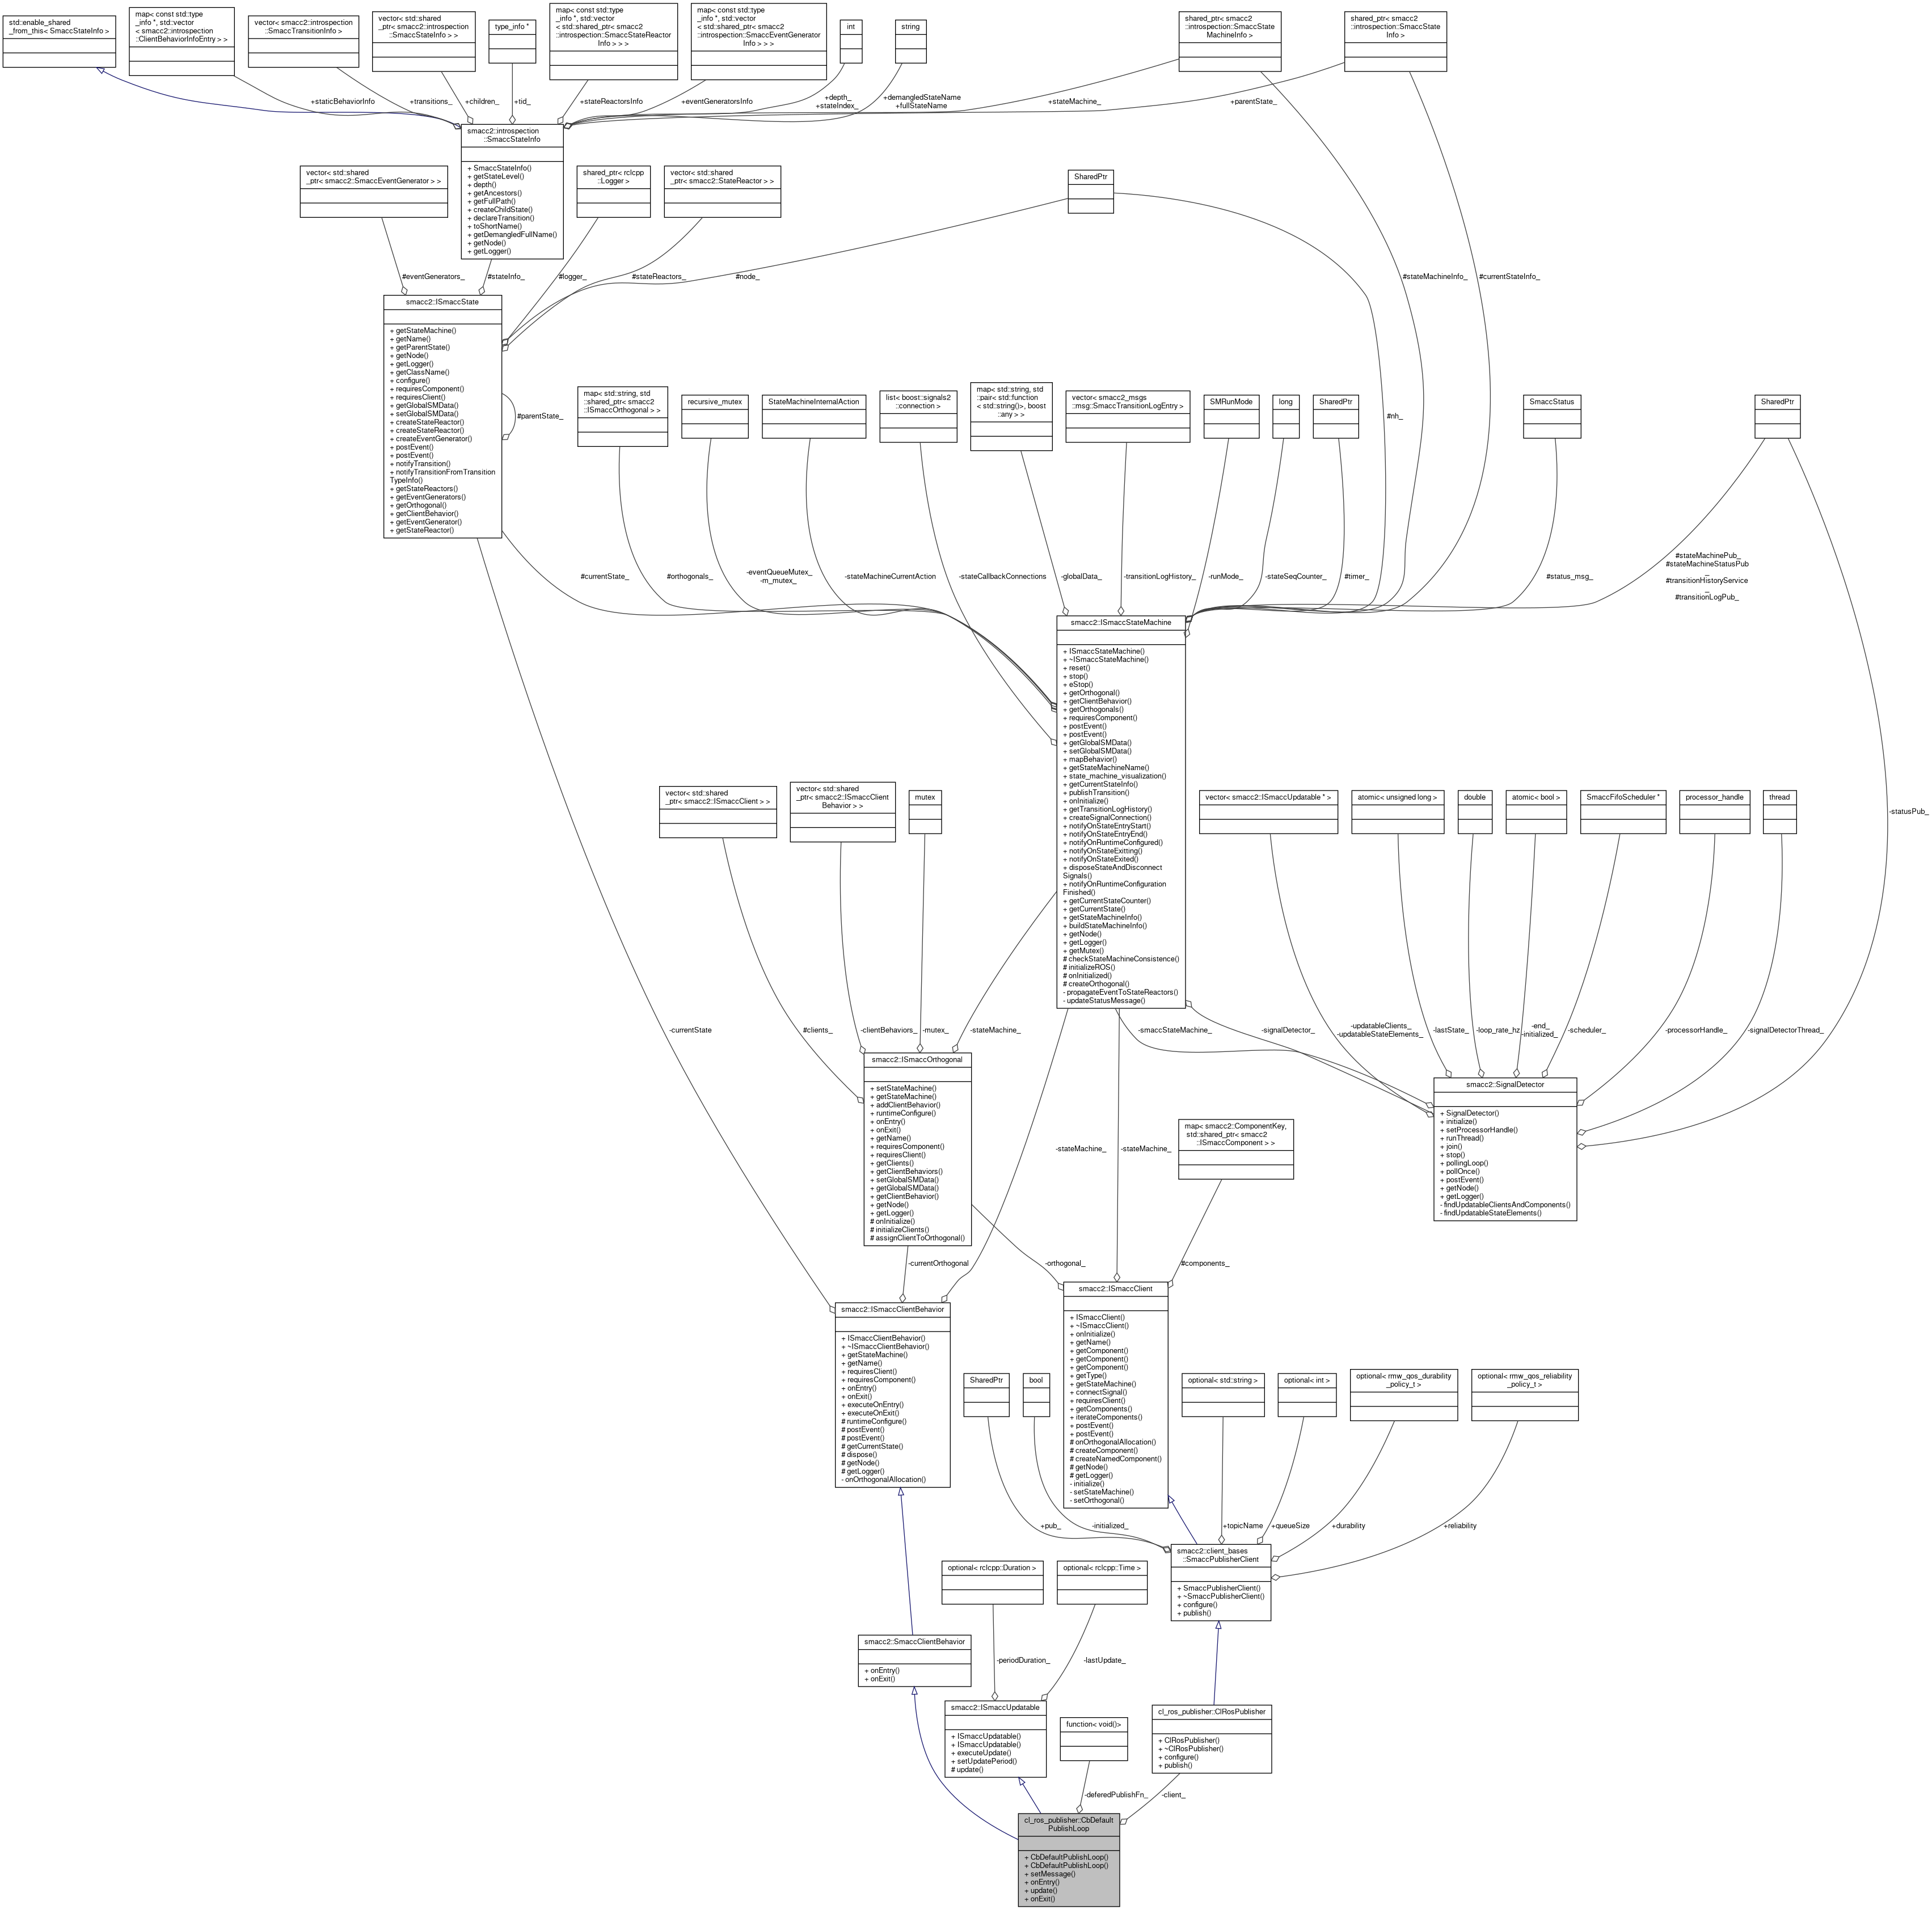 std::enable_shared
_from_this< SmaccStateInfo >
map< const std::type
_info *, std::vector
< smacc2::introspection
::ClientBehaviorInfoEntry > >
vector< smacc2::introspection
::SmaccTransitionInfo >
vector< std::shared
_ptr< smacc2::introspection
::SmaccStateInfo > >
type_info *
map< const std::type
_info *, std::vector
< std::shared_ptr< smacc2
::introspection::SmaccStateReactor
Info > > >
map< const std::type
_info *, std::vector
< std::shared_ptr< smacc2
::introspection::SmaccEventGenerator
Info > > >
int
string
shared_ptr< smacc2
::introspection::SmaccState
MachineInfo >
shared_ptr< smacc2
::introspection::SmaccState
Info >
+staticBehaviorInfo
+transitions_
+children_
+tid_
+stateReactorsInfo
+eventGeneratorsInfo
+depth_
+stateIndex_
+demangledStateName
+fullStateName
+stateMachine_
+parentState_
smacc2::introspection
::SmaccStateInfo
+ SmaccStateInfo()
+ getStateLevel()
+ depth()
+ getAncestors()
+ getFullPath()
+ createChildState()
+ declareTransition()
+ toShortName()
+ getDemangledFullName()
+ getNode()
+ getLogger()
vector< std::shared
_ptr< smacc2::SmaccEventGenerator > >
shared_ptr< rclcpp
::Logger >
vector< std::shared
_ptr< smacc2::StateReactor > >
SharedPtr
#eventGenerators_
#stateInfo_
#logger_
#stateReactors_
#node_
#stateMachineInfo_
#currentStateInfo_
smacc2::ISmaccState
+ getStateMachine()
+ getName()
+ getParentState()
+ getNode()
+ getLogger()
+ getClassName()
+ configure()
+ requiresComponent()
+ requiresClient()
+ getGlobalSMData()
+ setGlobalSMData()
+ createStateReactor()
+ createStateReactor()
+ createEventGenerator()
+ postEvent()
+ postEvent()
+ notifyTransition()
+ notifyTransitionFromTransition
TypeInfo()
+ getStateReactors()
+ getEventGenerators()
+ getOrthogonal()
+ getClientBehavior()
+ getEventGenerator()
+ getStateReactor()
#parentState_
map< std::string, std
::shared_ptr< smacc2
::ISmaccOrthogonal > >
recursive_mutex
StateMachineInternalAction
list< boost::signals2
::connection >
map< std::string, std
::pair< std::function
< std::string()>, boost
::any > >
vector< smacc2_msgs
::msg::SmaccTransitionLogEntry >
SMRunMode
long
SharedPtr
#nh_
SmaccStatus
SharedPtr
#currentState_
#orthogonals_
-eventQueueMutex_
-m_mutex_
-stateMachineCurrentAction
-stateCallbackConnections
-globalData_
-transitionLogHistory_
-runMode_
-stateSeqCounter_
#timer_
#status_msg_
#stateMachinePub_
#stateMachineStatusPub
_
#transitionHistoryService
_
#transitionLogPub_
smacc2::ISmaccStateMachine
+ ISmaccStateMachine()
+ ~ISmaccStateMachine()
+ reset()
+ stop()
+ eStop()
+ getOrthogonal()
+ getClientBehavior()
+ getOrthogonals()
+ requiresComponent()
+ postEvent()
+ postEvent()
+ getGlobalSMData()
+ setGlobalSMData()
+ mapBehavior()
+ getStateMachineName()
+ state_machine_visualization()
+ getCurrentStateInfo()
+ publishTransition()
+ onInitialize()
+ getTransitionLogHistory()
+ createSignalConnection()
+ notifyOnStateEntryStart()
+ notifyOnStateEntryEnd()
+ notifyOnRuntimeConfigured()
+ notifyOnStateExitting()
+ notifyOnStateExited()
+ disposeStateAndDisconnect
Signals()
+ notifyOnRuntimeConfiguration
Finished()
+ getCurrentStateCounter()
+ getCurrentState()
+ getStateMachineInfo()
+ buildStateMachineInfo()
+ getNode()
+ getLogger()
+ getMutex()
# checkStateMachineConsistence()
# initializeROS()
# onInitialized()
# createOrthogonal()
- propagateEventToStateReactors()
- updateStatusMessage()
vector< std::shared
_ptr< smacc2::ISmaccClient > >
vector< std::shared
_ptr< smacc2::ISmaccClient
Behavior > >
mutex
vector< smacc2::ISmaccUpdatable * >
atomic< unsigned long >
double
atomic< bool >
SmaccFifoScheduler *
processor_handle
thread
-statusPub_
-currentState
#clients_
-clientBehaviors_
-mutex_
-stateMachine_
-smaccStateMachine_
-signalDetector_
-updatableClients_
-updatableStateElements_
-lastState_
-loop_rate_hz
-end_
-initialized_
-scheduler_
-processorHandle_
-signalDetectorThread_
smacc2::ISmaccOrthogonal
+ setStateMachine()
+ getStateMachine()
+ addClientBehavior()
+ runtimeConfigure()
+ onEntry()
+ onExit()
+ getName()
+ requiresComponent()
+ requiresClient()
+ getClients()
+ getClientBehaviors()
+ setGlobalSMData()
+ getGlobalSMData()
+ getClientBehavior()
+ getNode()
+ getLogger()
# onInitialize()
# initializeClients()
# assignClientToOrthogonal()
smacc2::SignalDetector
+ SignalDetector()
+ initialize()
+ setProcessorHandle()
+ runThread()
+ join()
+ stop()
+ pollingLoop()
+ pollOnce()
+ postEvent()
+ getNode()
+ getLogger()
- findUpdatableClientsAndComponents()
- findUpdatableStateElements()
map< smacc2::ComponentKey,
std::shared_ptr< smacc2
::ISmaccComponent > >
-stateMachine_
-stateMachine_
-currentOrthogonal
-orthogonal_
#components_
smacc2::ISmaccClientBehavior
+ ISmaccClientBehavior()
+ ~ISmaccClientBehavior()
+ getStateMachine()
+ getName()
+ requiresClient()
+ requiresComponent()
+ onEntry()
+ onExit()
+ executeOnEntry()
+ executeOnExit()
# runtimeConfigure()
# postEvent()
# postEvent()
# getCurrentState()
# dispose()
# getNode()
# getLogger()
- onOrthogonalAllocation()
smacc2::ISmaccClient
+ ISmaccClient()
+ ~ISmaccClient()
+ onInitialize()
+ getName()
+ getComponent()
+ getComponent()
+ getComponent()
+ getType()
+ getStateMachine()
+ connectSignal()
+ requiresClient()
+ getComponents()
+ iterateComponents()
+ postEvent()
+ postEvent()
# onOrthogonalAllocation()
# createComponent()
# createNamedComponent()
# getNode()
# getLogger()
- initialize()
- setStateMachine()
- setOrthogonal()
SharedPtr
bool
optional< std::string >
optional< int >
optional< rmw_qos_durability
_policy_t >
optional< rmw_qos_reliability
_policy_t >
+pub_
-initialized_
+topicName
+queueSize
+durability
+reliability
smacc2::client_bases
::SmaccPublisherClient
+ SmaccPublisherClient()
+ ~SmaccPublisherClient()
+ configure()
+ publish()
optional< rclcpp::Duration >
optional< rclcpp::Time >
smacc2::SmaccClientBehavior
+ onEntry()
+ onExit()
-periodDuration_
-lastUpdate_
smacc2::ISmaccUpdatable
+ ISmaccUpdatable()
+ ISmaccUpdatable()
+ executeUpdate()
+ setUpdatePeriod()
# update()
function< void()>
cl_ros_publisher::ClRosPublisher
+ ClRosPublisher()
+ ~ClRosPublisher()
+ configure()
+ publish()
-deferedPublishFn_
-client_
cl_ros_publisher::CbDefault
PublishLoop
+ CbDefaultPublishLoop()
+ CbDefaultPublishLoop()
+ setMessage()
+ onEntry()
+ update()
+ onExit()